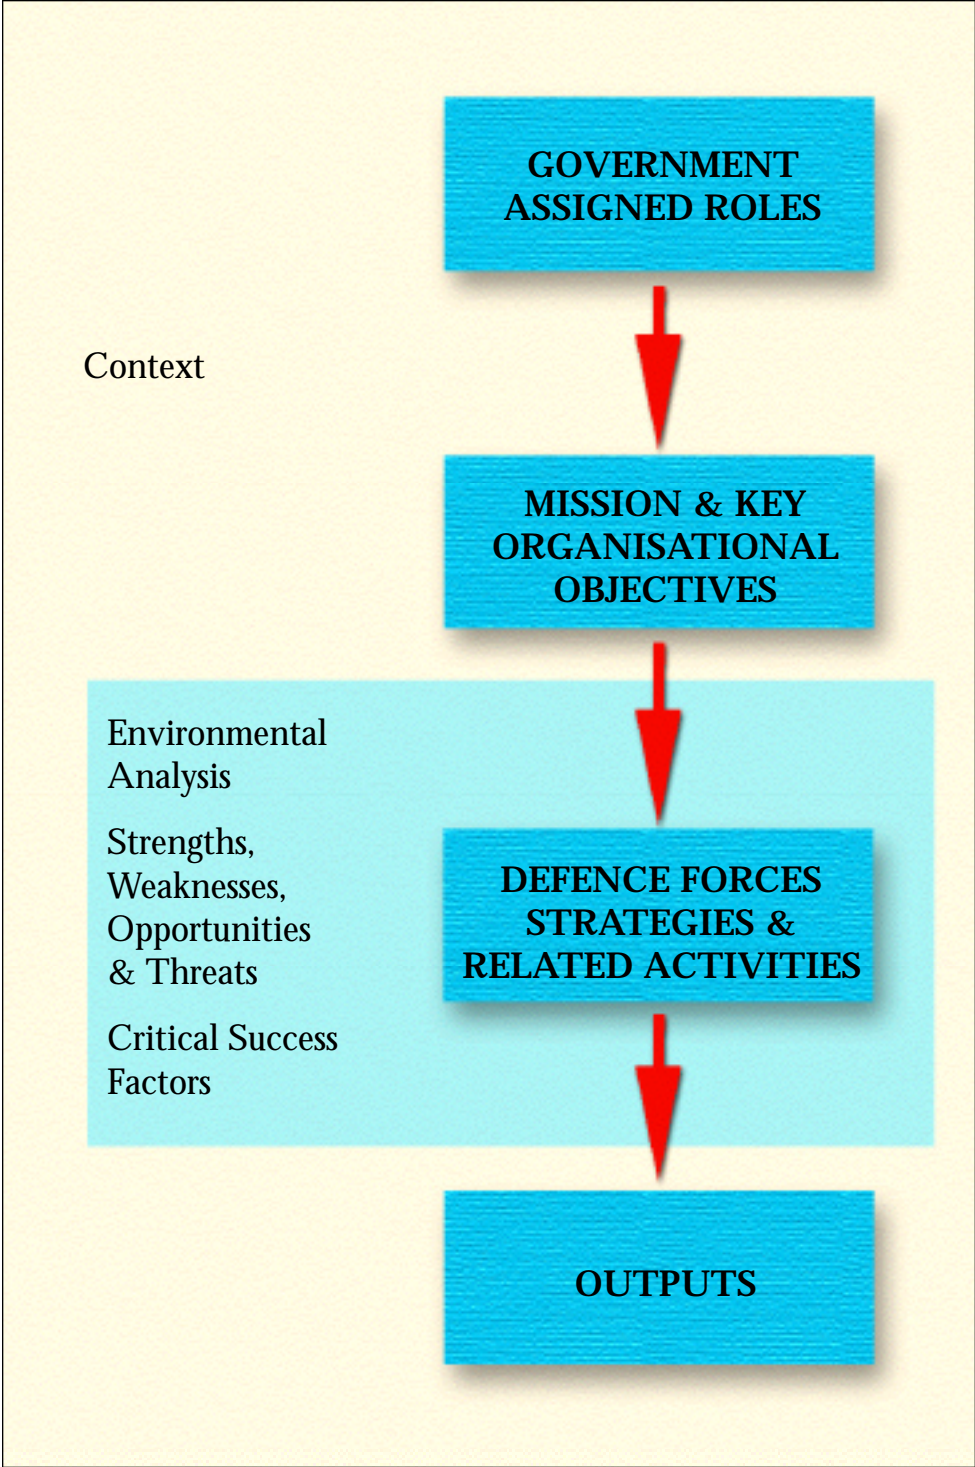 GOVERNMENT
ASSIGNED ROLES
Context
MISSION & KEY
ORGANISATIONAL
OBJECTIVES
Environmental
Analysis
Strengths,
Weaknesses,
Opportunities
& Threats
Critical Success
Factors
DEFENCE FORCES
STRATEGIES &
RELATED ACTIVITIES
OUTPUTS